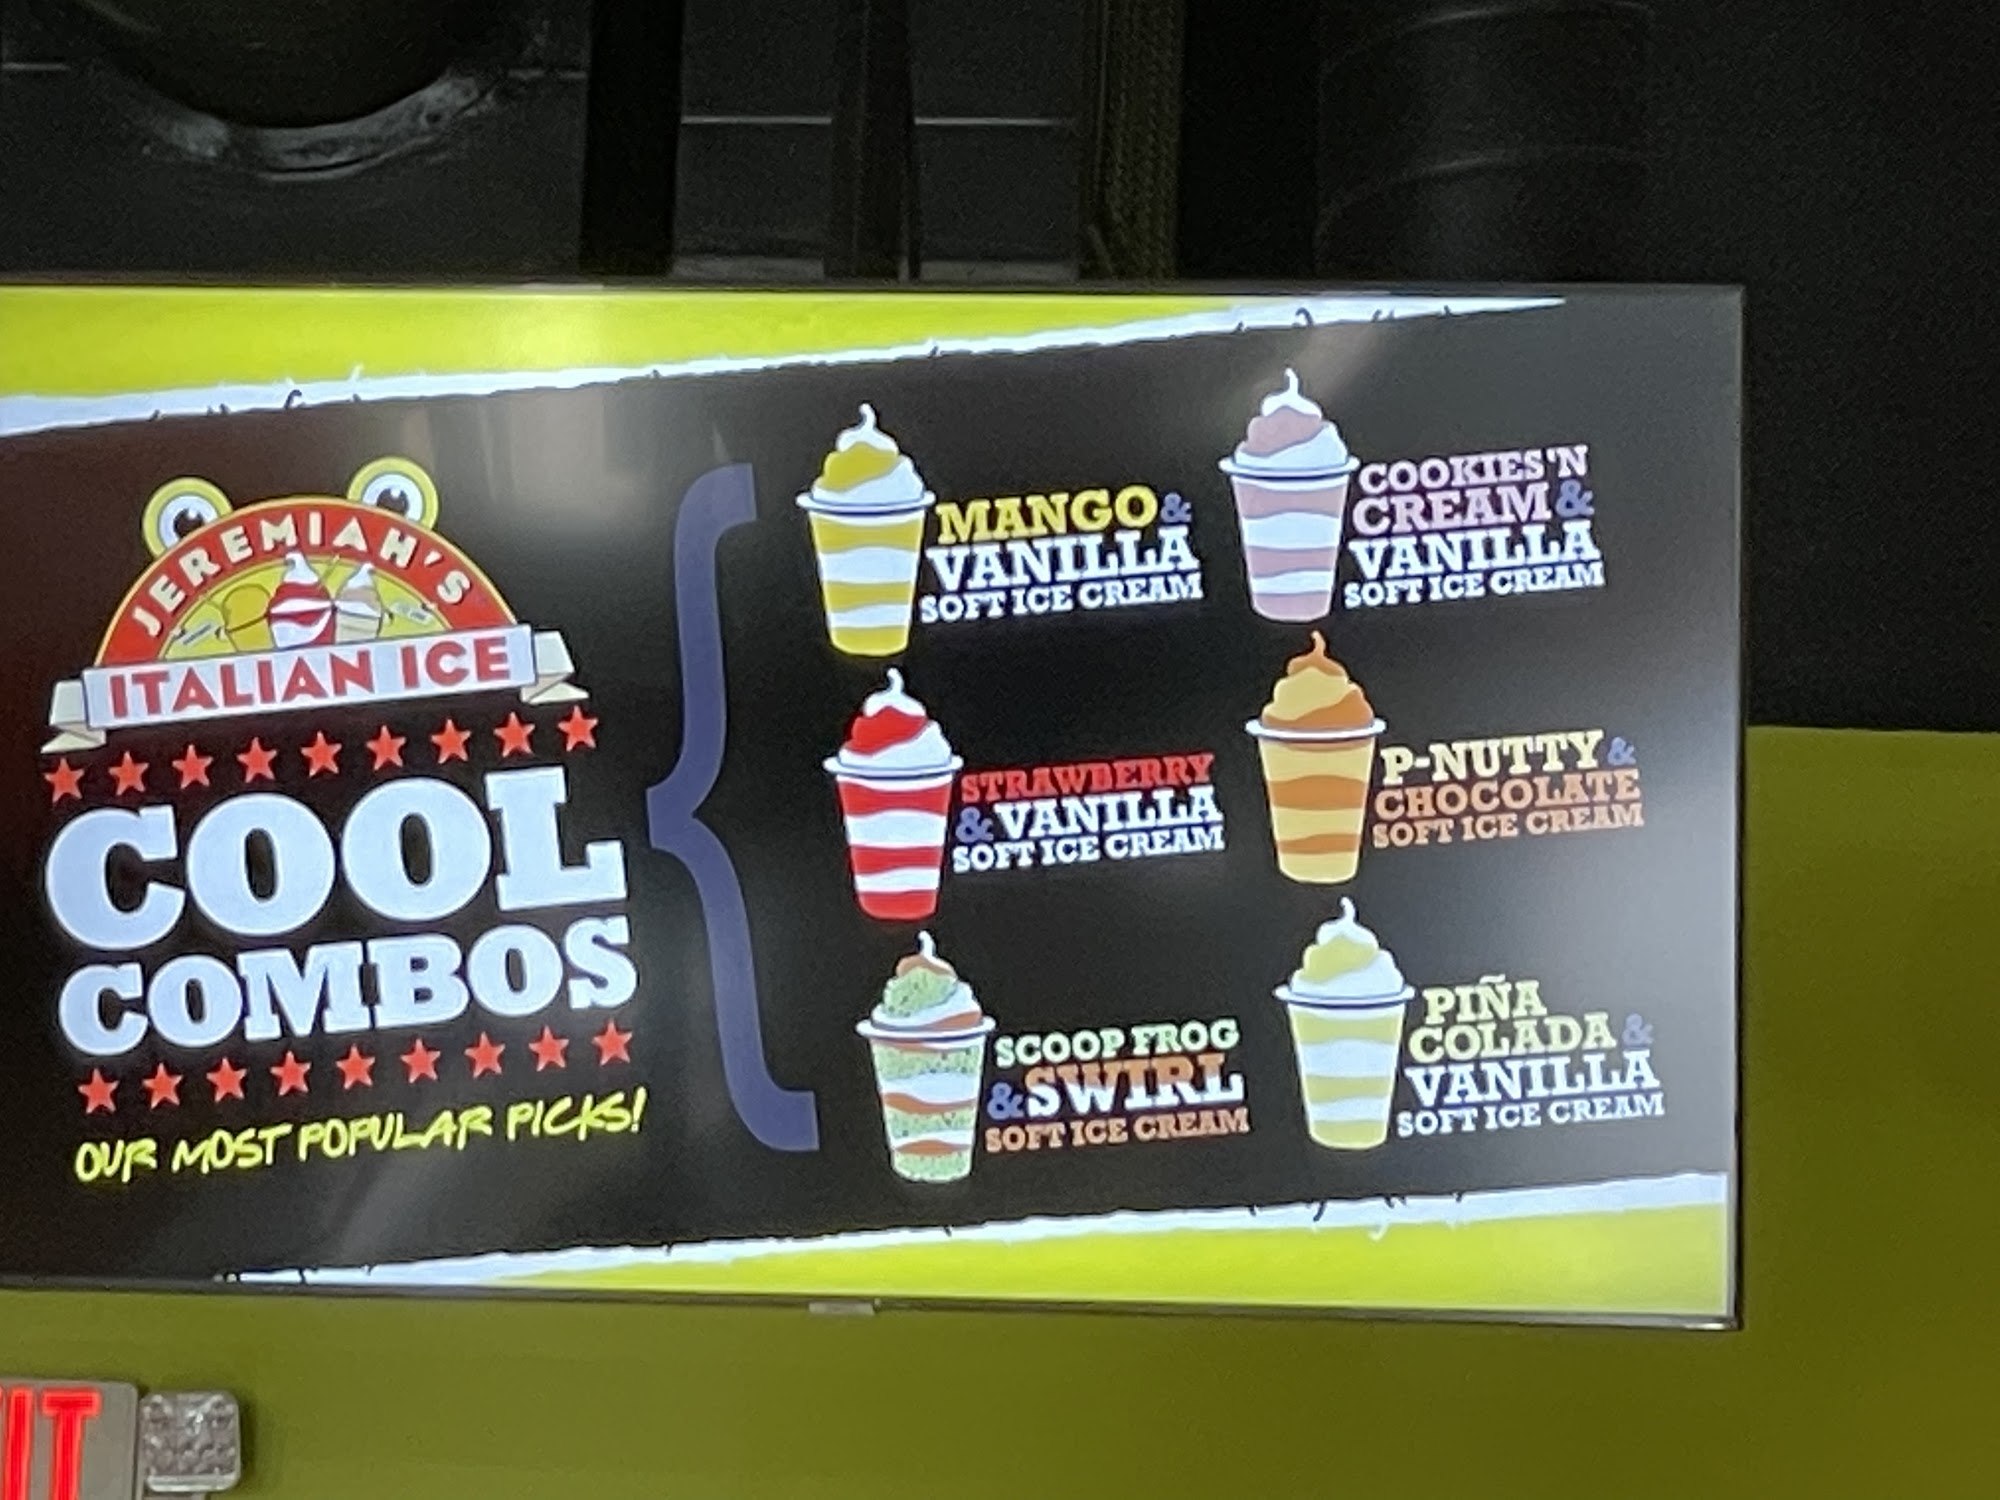 JEREMIAH'S
ITALIAN ICE
COOL
COMBOS
OUR MOST POPULAR PICKS!
MANGO &
VANILLA
SOFT ICE CREAM
STRAWBERRY
& VANILLA
SOFT ICE CREAM
SCOOP FROG
& SWIRL
SOFT ICE CREAM
COOKIES 'N
CREAM &
VANILLA
SOFT ICE CREAM
P-NUTTY &
CHOCOLATE
SOFT ICE CREAM
PIÑA
COLADA &
VANILLA
SOFT ICE CREAM
IT